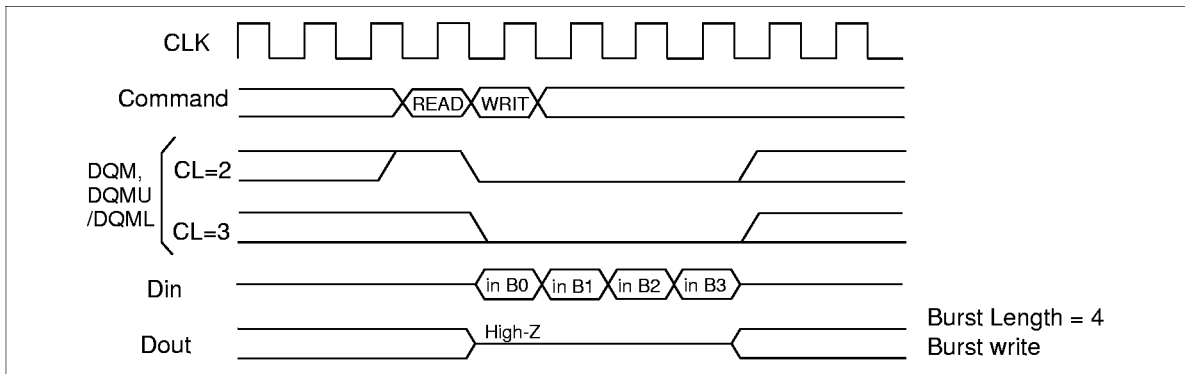 CLK
Command
READ
WRIT
DQM,
DQMU
/DQML
CL=2
CL=3
Din
in B0
in B1
in B2
in B3
Dout
High-Z
Burst Length = 4
Burst write